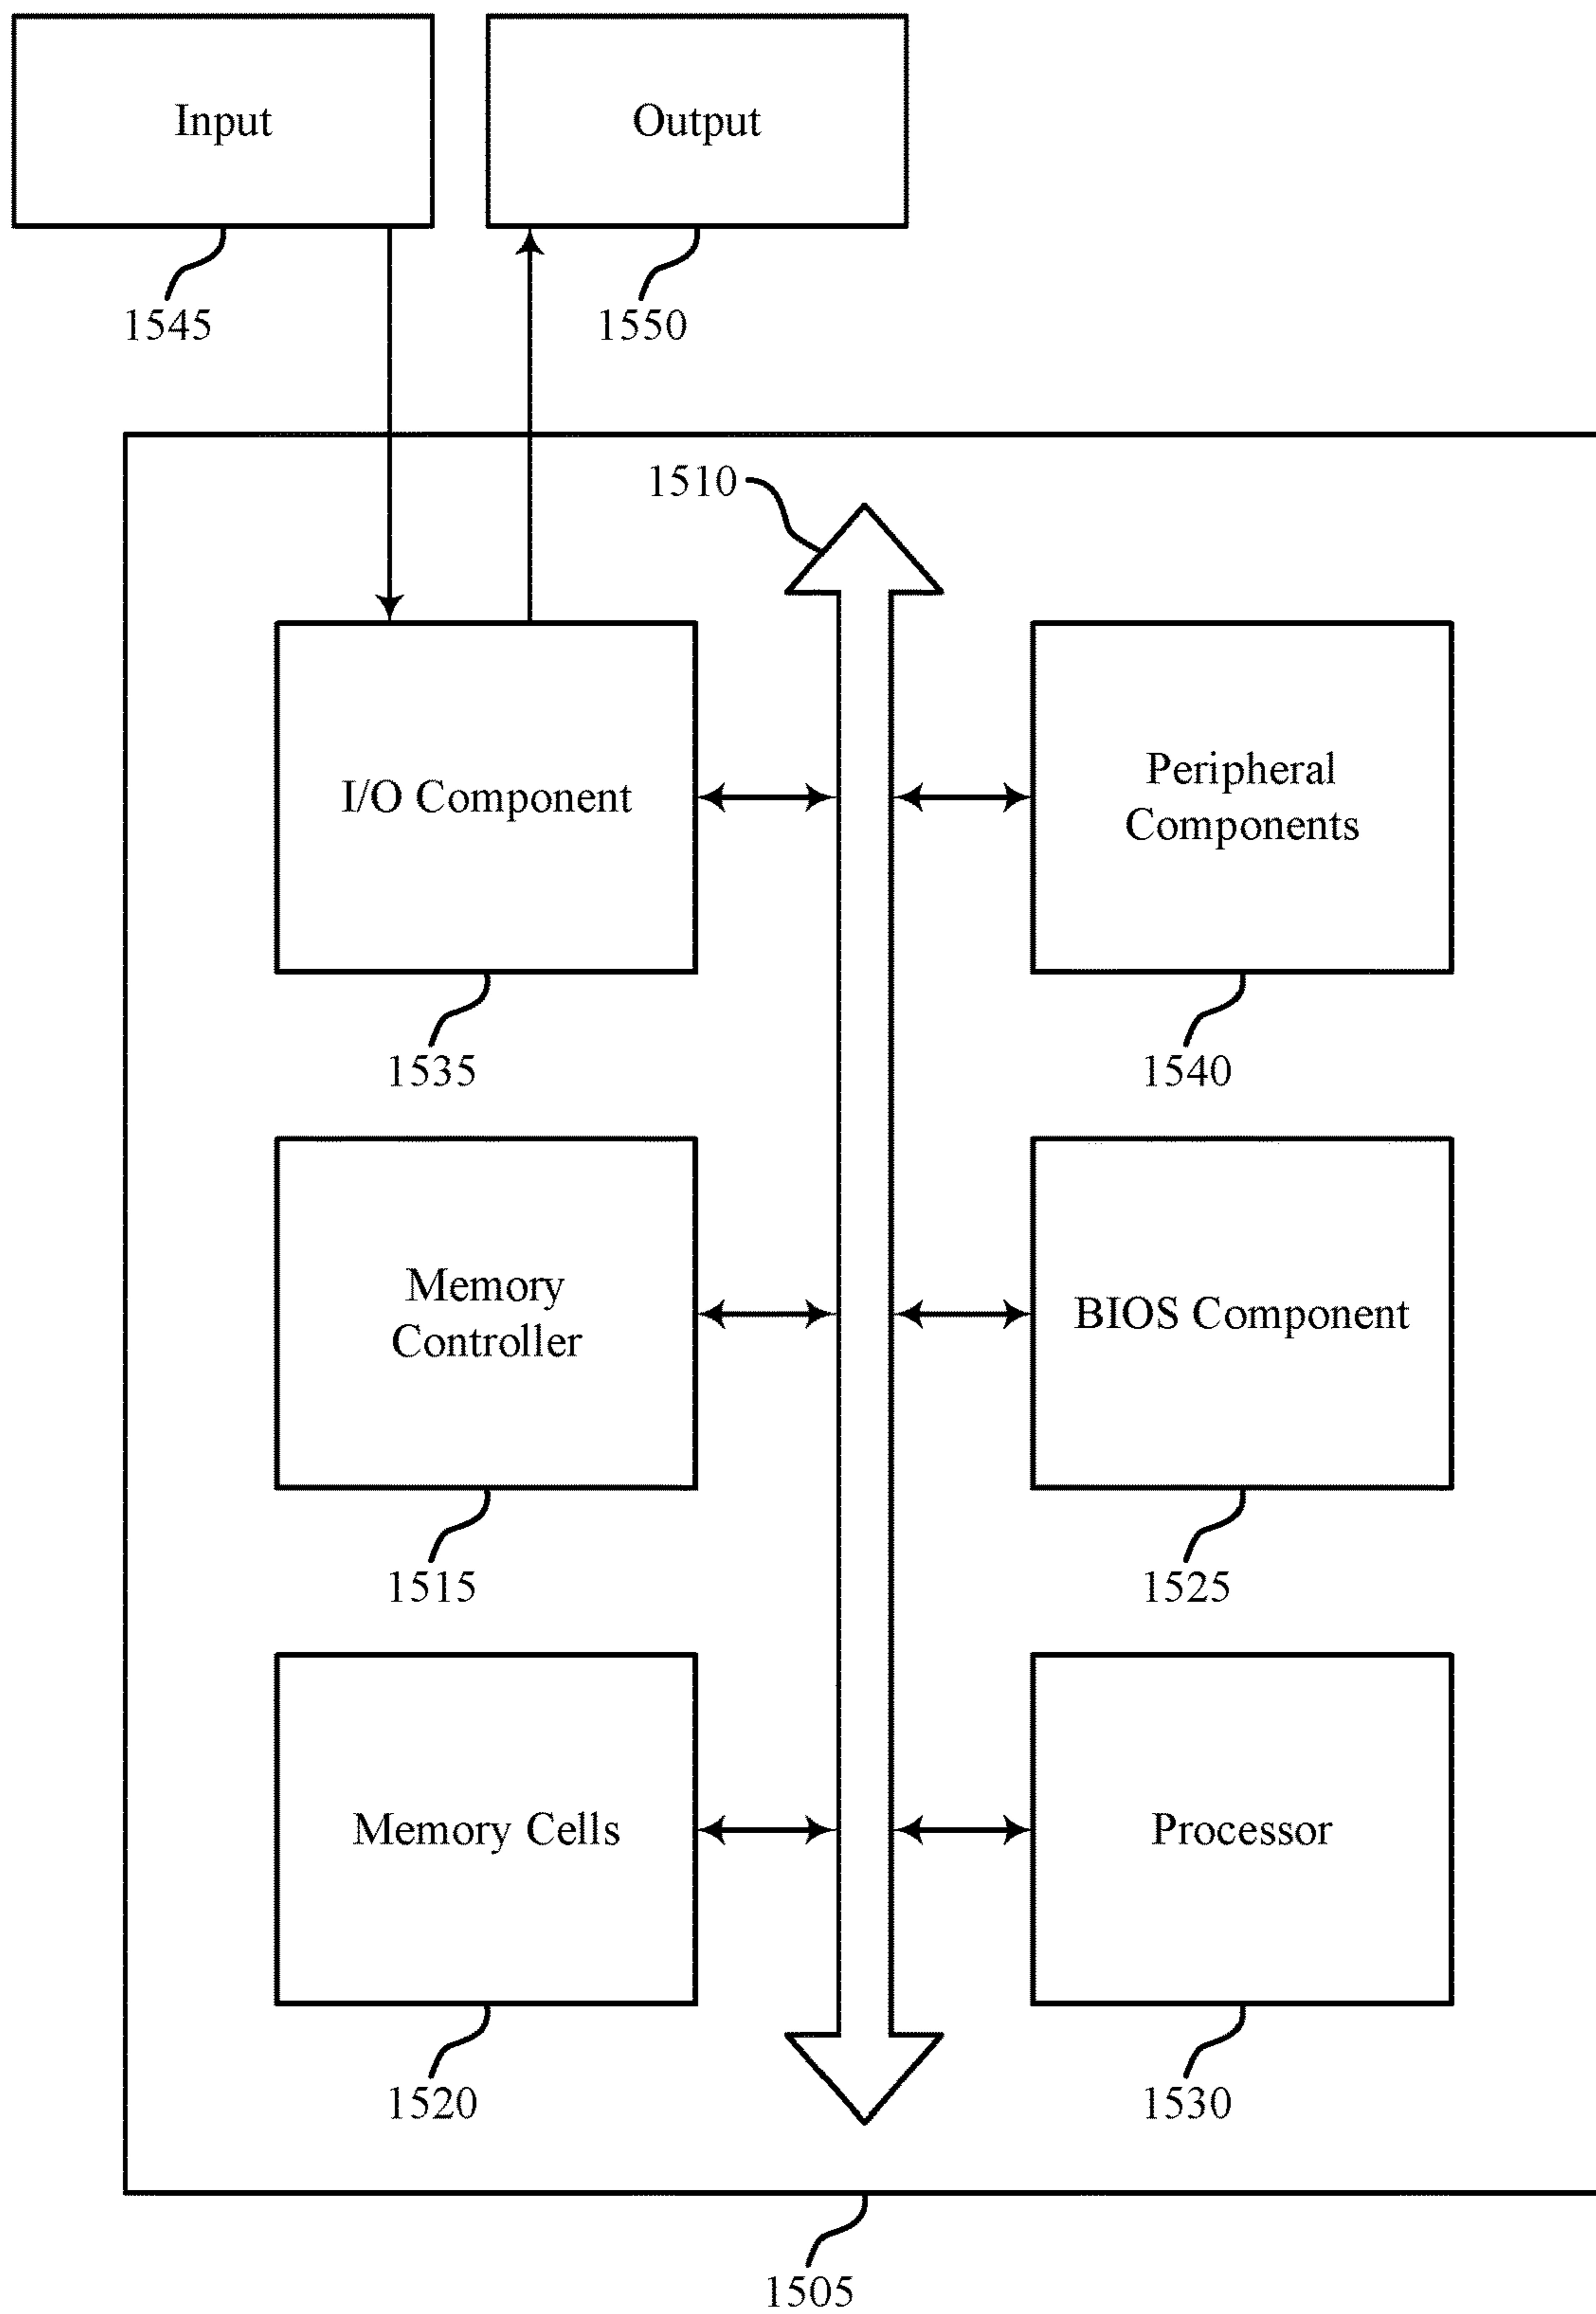 Input
Output
1545
1550
1510
I/O Component
Peripheral
Components
1535
1540
Memory
Controller
BIOS Component
1515
1525
Memory Cells
Processor
1520
1530
1505